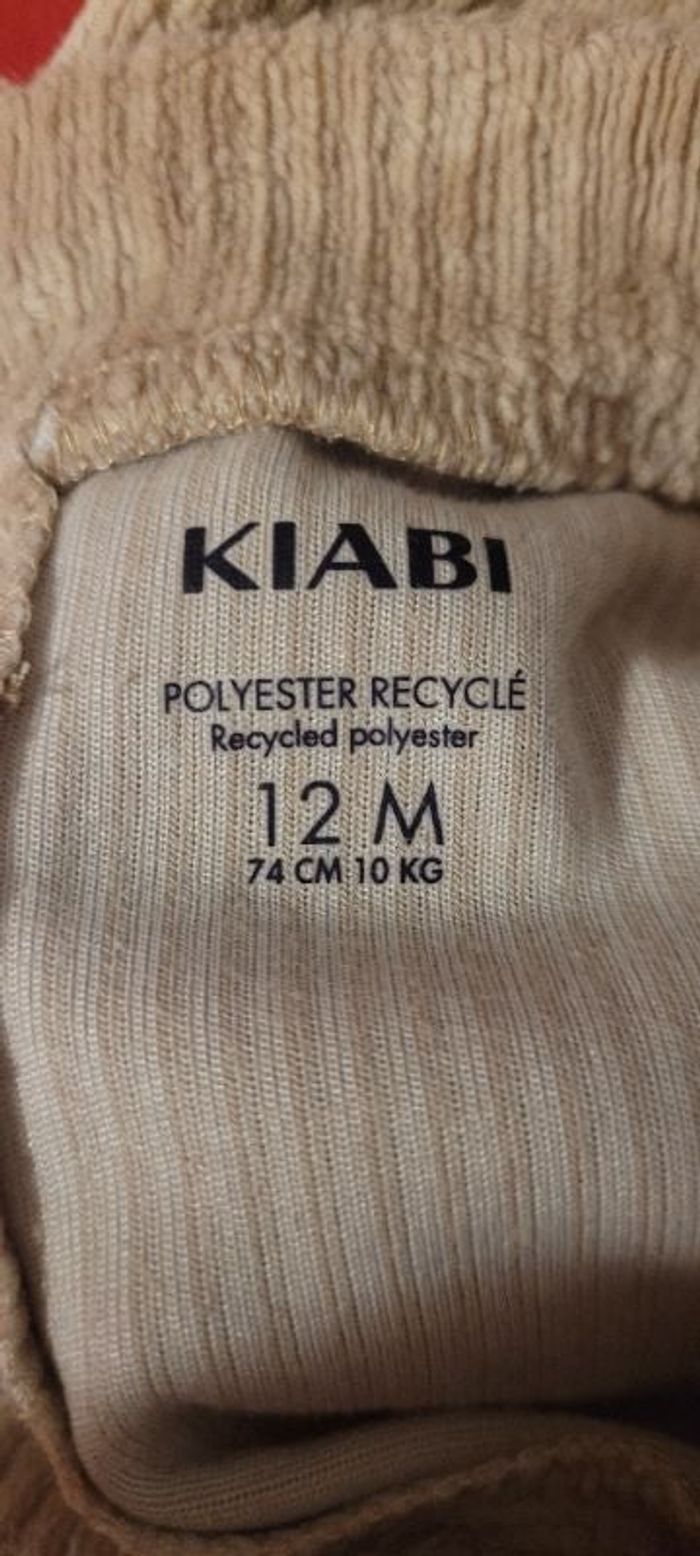 KIABI
POLYESTER RECYCLÉ
Recycled polyester
12 M
74 CM 10 KG